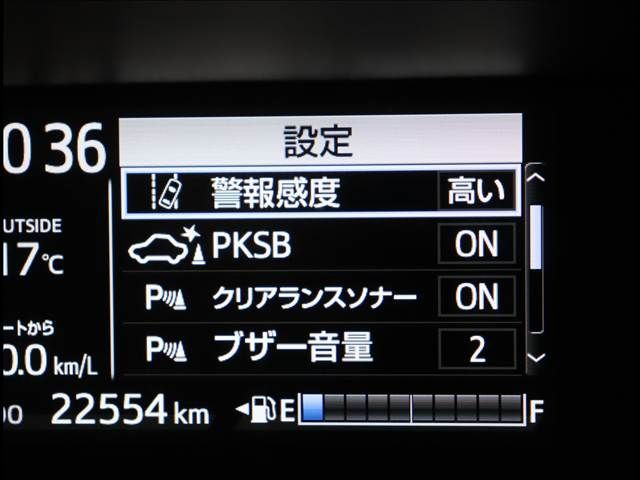 0 36
設定
警報感度 高い
UTSIDE
17℃
PKSB ON
P クリアランスソナー ON
ートから
0.0 km/L
P ブザー音量 2
DO 22554 km
E F